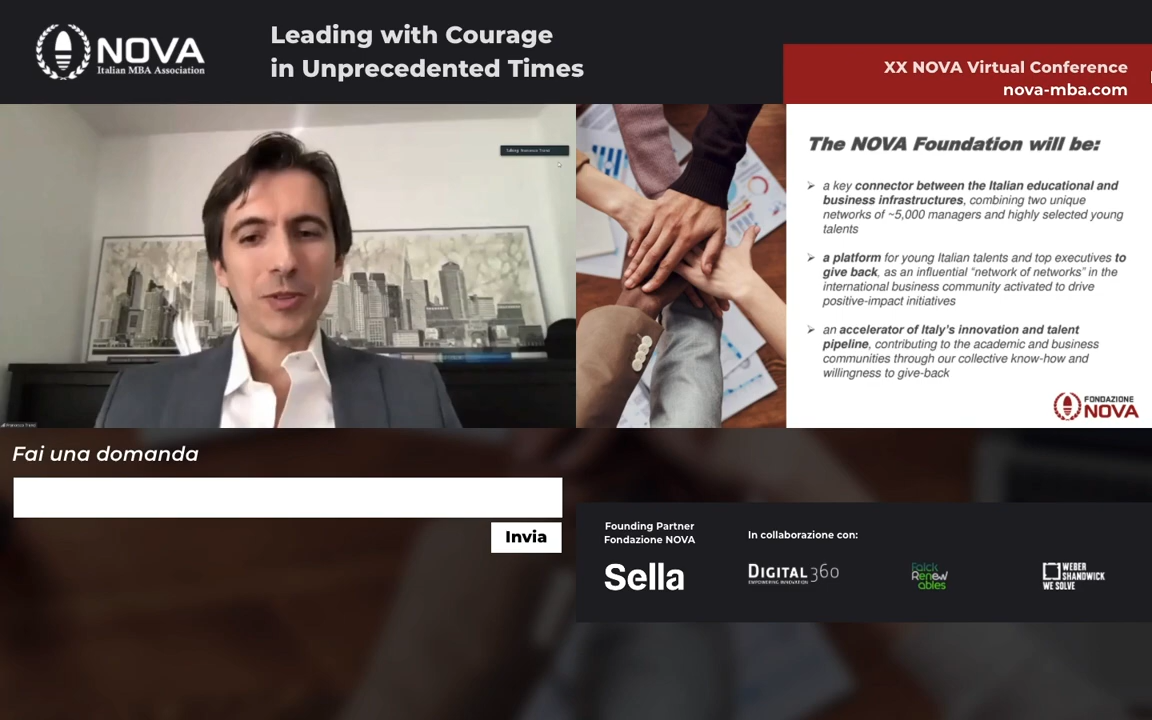 NOVA
Italian MBA Association
Leading with Courage
in Unprecedented Times
XX NOVA Virtual Conference
nova-mba.com
The NOVA Foundation will be:
a key connector between the Italian educational and
business infrastructures, combining two unique
networks of ~5,000 managers and highly selected young
talents
a platform for young Italian talents and top executives to
give back, as an influential “network of networks” in the
international business community activated to drive
positive-impact initiatives
an accelerator of Italy’s innovation and talent
pipeline, contributing to the academic and business
communities through our collective know-how and
willingness to give-back
FONDAZIONE
NOVA
Fai una domanda
Invia
Founding Partner
Fondazione NOVA
Sella
In collaborazione con:
DIGITAL360
EMPOWERING INNOVATION
Falck
Renew
ables
WEBER
SHANDWICK
WE SOLVE